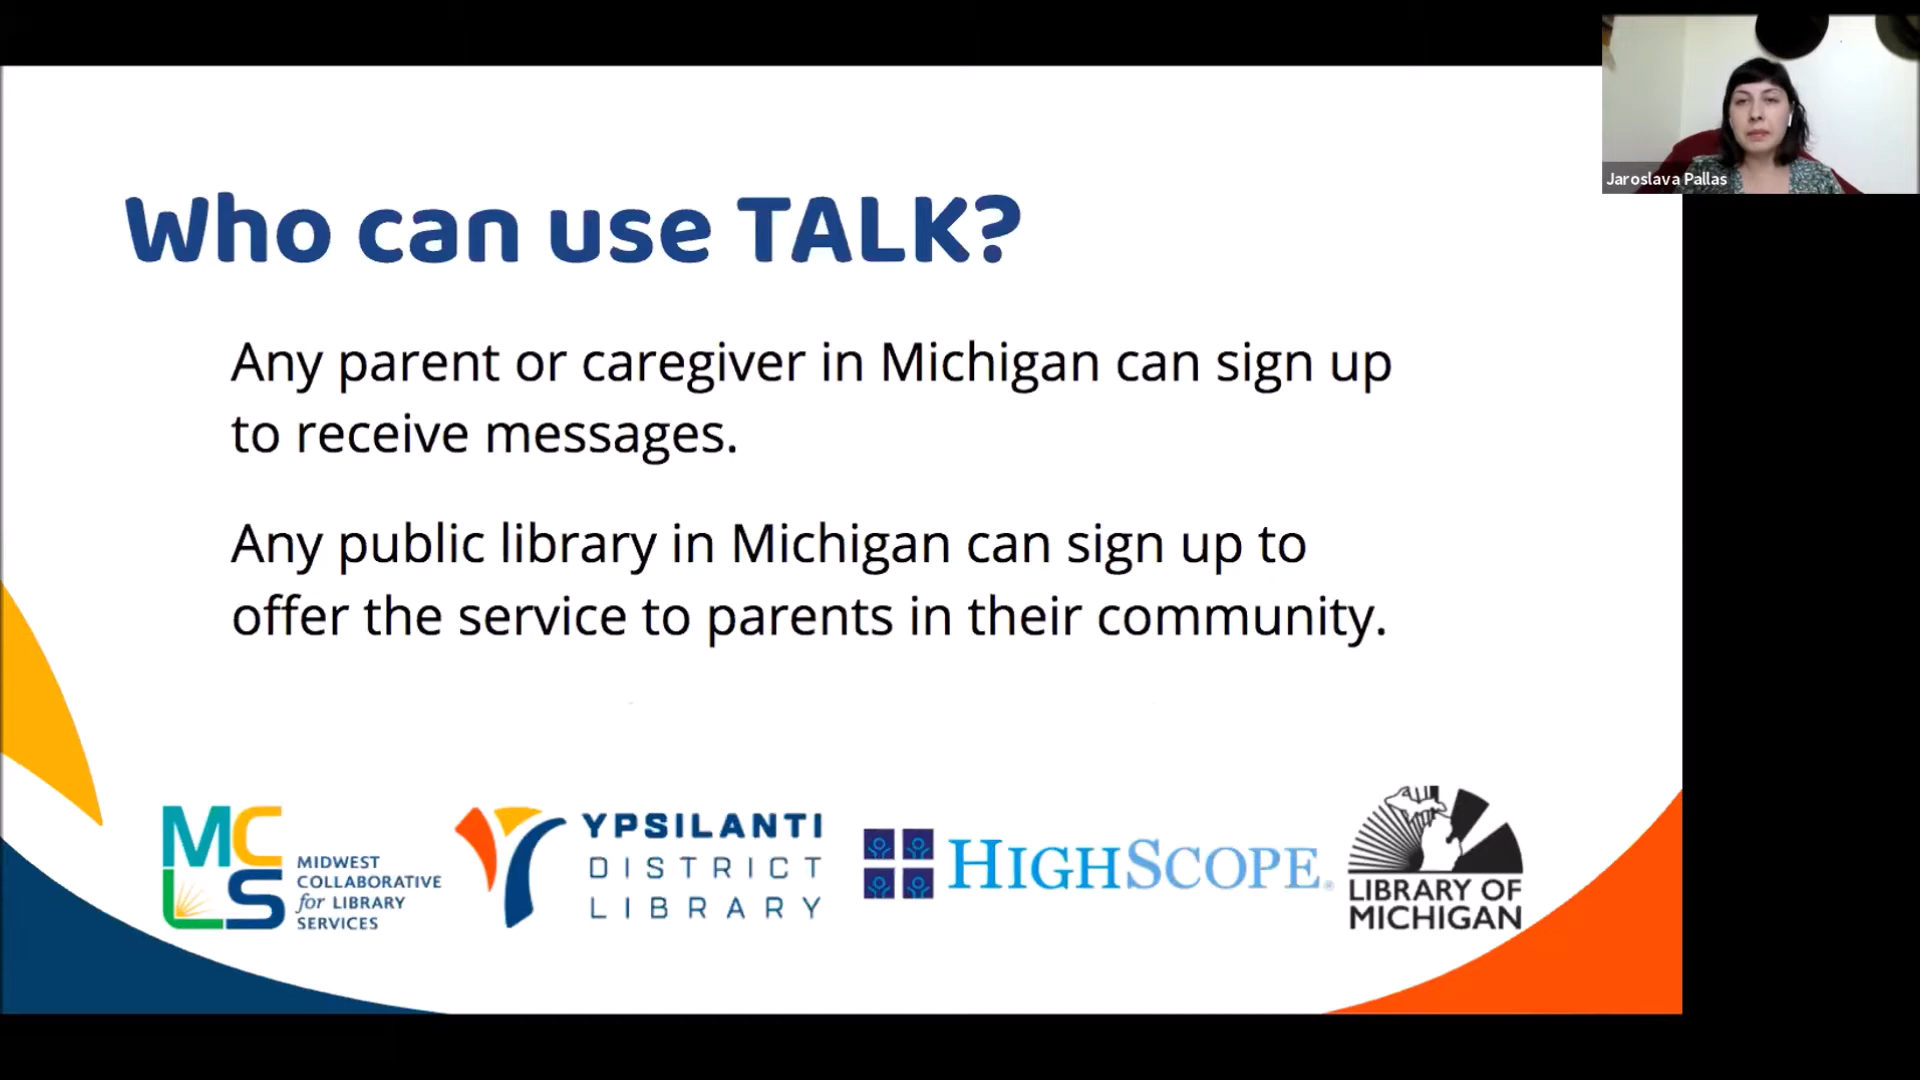 Jaroslava Pallas
Who can use TALK?
Any parent or caregiver in Michigan can sign up
to receive messages.
Any public library in Michigan can sign up to
offer the service to parents in their community.
MCLS
MIDWEST
COLLABORATIVE
for LIBRARY
SERVICES
YPSILANTI
DISTRICT
LIBRARY
HIGHSCOPE®
LIBRARY OF
MICHIGAN